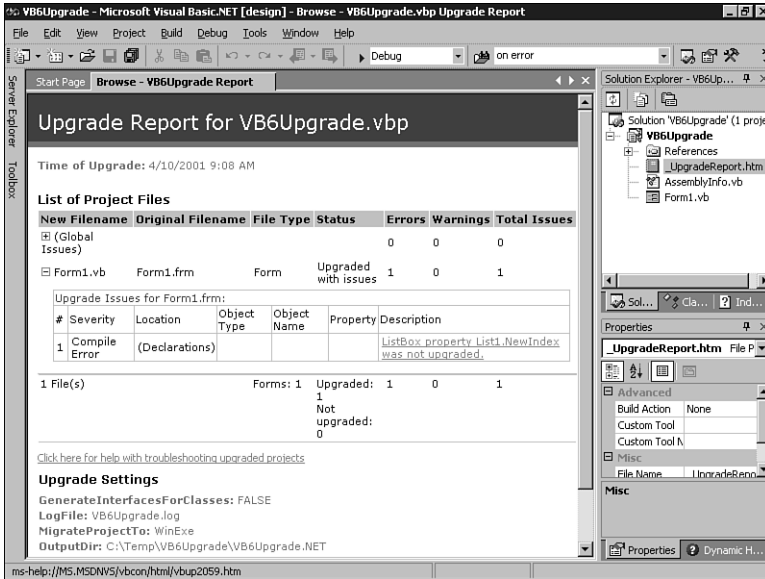 VB6Upgrade - Microsoft Visual Basic.NET [design] - Browse - VB6Upgrade.vbp Upgrade Report
File Edit View Project Build Debug Tools Window Help
Debug on error
Server Explorer
Toolbox
Start Page Browse - VB6Upgrade Report
Upgrade Report for VB6Upgrade.vbp
Time of Upgrade: 4/10/2001 9:08 AM
List of Project Files
New Filename Original Filename File Type Status Errors Warnings Total Issues
(Global Issues) 0 0 0
Form1.vb Form1.frm Form Upgraded with issues 1 0 1
Upgrade Issues for Form1.frm:
# Severity Location Object Type Object Name Property Description
1 Compile Error (Declarations) ListBox property List1.NewIndex was not upgraded.
1 File(s) Forms: 1 Upgraded: 1 Not upgraded: 0 1 0 1
Click here for help with troubleshooting upgraded projects
Upgrade Settings
GenerateInterfacesForClasses: FALSE
LogFile: VB6Upgrade.log
MigrateProjectTo: WinExe
OutputDir: C:\Temp\VB6Upgrade\VB6Upgrade.NET
Solution Explorer - VB6Up...
Solution 'VB6Upgrade' (1 proje
VB6Upgrade
References
_UpgradeReport.htm
AssemblyInfo.vb
Form1.vb
Sol... Cla... Ind...
Properties
_UpgradeReport.htm File P
Advanced
Build Action None
Custom Tool
Custom Tool N
Misc
File Name UpgradeRepo
Misc
Properties Dynamic H...
ms-help://MS.MSDNVS/vbcon/html/vbup2059.htm